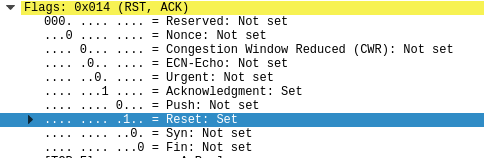 Flags: 0x014 (RST, ACK)
000. .... .... = Reserved: Not set
...0 .... .... = Nonce: Not set
.... 0... .... = Congestion Window Reduced (CWR): Not set
.... .0.. .... = ECN-Echo: Not set
.... ..0. .... = Urgent: Not set
.... ...1 .... = Acknowledgment: Set
.... .... 0... = Push: Not set
.... .... .1.. = Reset: Set
.... .... ..0. = Syn: Not set
.... .... ...0 = Fin: Not set